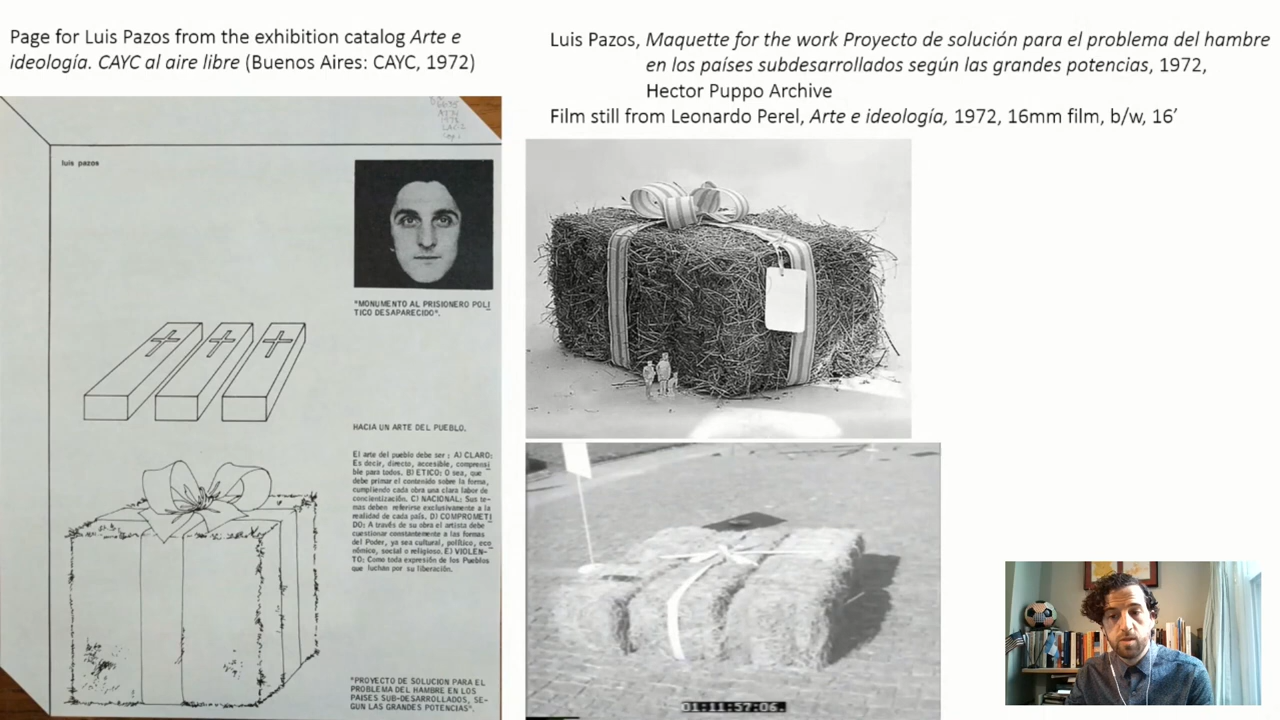 Page for Luis Pazos from the exhibition catalog Arte e
ideología. CAYC al aire libre (Buenos Aires: CAYC, 1972)
Luis Pazos, Maquette for the work Proyecto de solución para el problema del hambre
en los países subdesarrollados según las grandes potencias, 1972,
Hector Puppo Archive
Film still from Leonardo Perel, Arte e ideología, 1972, 16mm film, b/w, 16’
luis pazos
"MONUMENTO AL PRISIONERO POLI
TICO DESAPARECIDO".
HACIA UN ARTE DEL PUEBLO.
El arte del pueblo debe ser : A) CLARO:
Es decir, directo, accesible, comprensi
ble para todos. B) ETICO: O sea, que
debe primar el contenido sobre la forma,
cumpliendo cada obra una clara labor de
concientización. C) NACIONAL: Sus te-
mas deben referirse exclusivamente a la
realidad de cada país. D) COMPROMETI
DO: A través de su obra el artista debe
cuestionar constantemente a las formas
del Poder, ya sea cultural, político, eco
nómico, social o religioso. E) VIOLEN-
TO: Como toda expresión de los Pueblos
que luchan por su liberación.
"PROYECTO DE SOLUCION PARA EL
PROBLEMA DEL HAMBRE EN LOS
PAISES SUB-DESARROLLADOS, SE-
GUN LAS GRANDES POTENCIAS".
01:11:57:06.